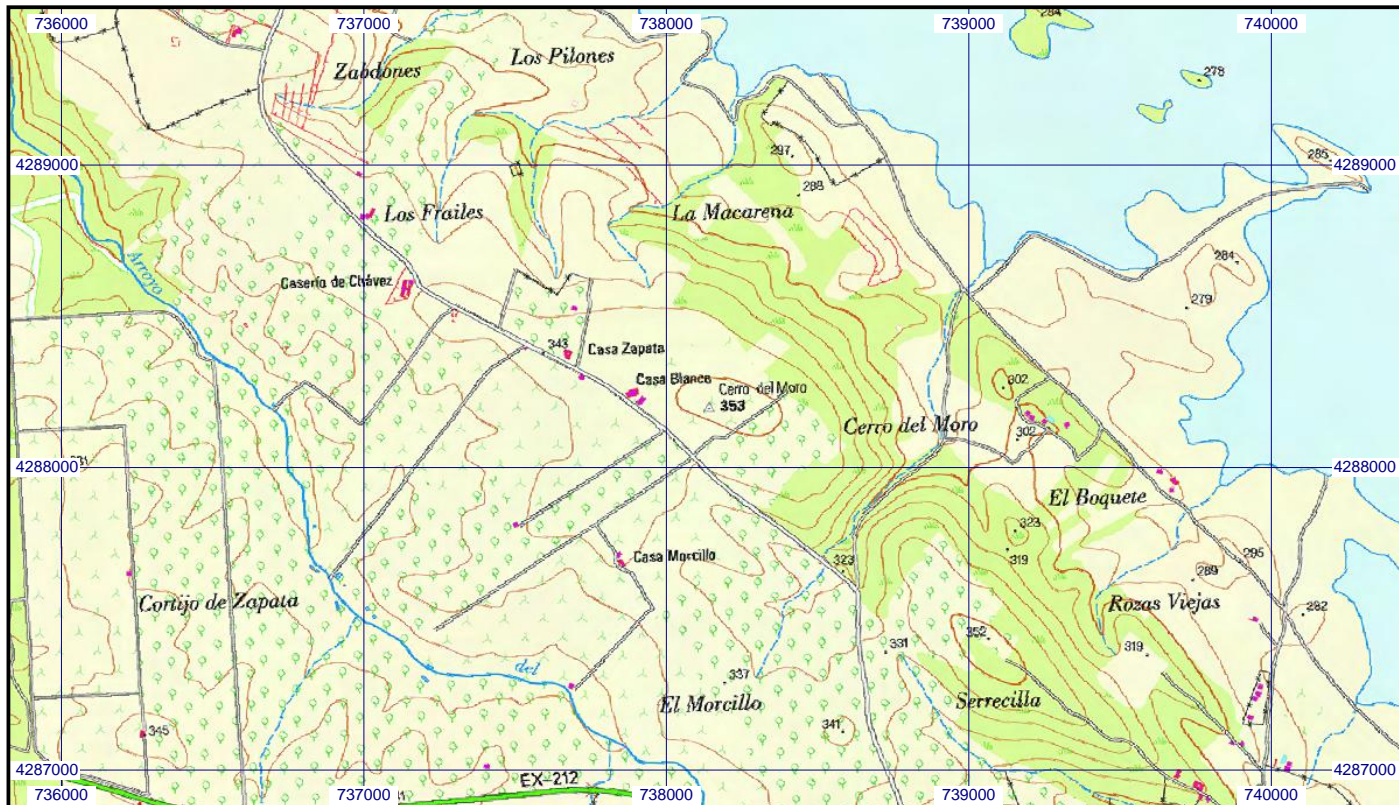 736000
737000
738000
739000
740000
284
278
Los Pilones
Zabdones
4289000
297
285
4289000
288
La Macarena
Los Frailes
Arroyo
284
Caserío de Chávez
279
343
Casa Zapata
Casa Blanca
Cerro del Moro
353
302
Cerro del Moro
302
4288000
4288000
El Boquete
323
319
Casa Morcillo
323
295
289
Cortijo de Zapata
Rozas Viejas
282
331
352
319
del
337
El Morcillo
Serrecilla
345
341
4287000
4287000
EX-212
736000
737000
738000
739000
740000